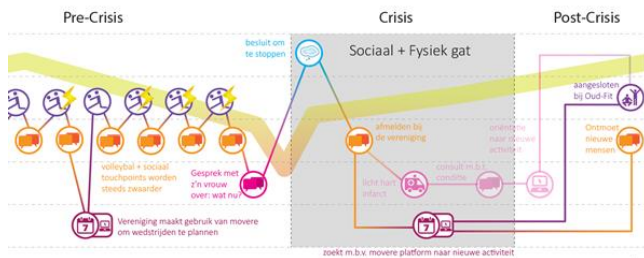 Pre-Crisis
Crisis
Post-Crisis
besluit om
te stoppen
Sociaal + Fysiek gat
aangesloten
bij Oud-Fit
afmelden bij
de vereniging
oriëntatie
naar nieuwe
activiteit
Ontmoet
nieuwe
mensen
volleybal + sociaal
touchpoints worden
steeds zwaarder
Gesprek met
z'n vrouw
over: wat nu?
licht hart
infarct
consult m.b.t.
conditie
7
Vereniging maakt gebruik van movere
om wedstrijden te plannen
7
zoekt m.b.v. movere platform naar nieuwe activiteit